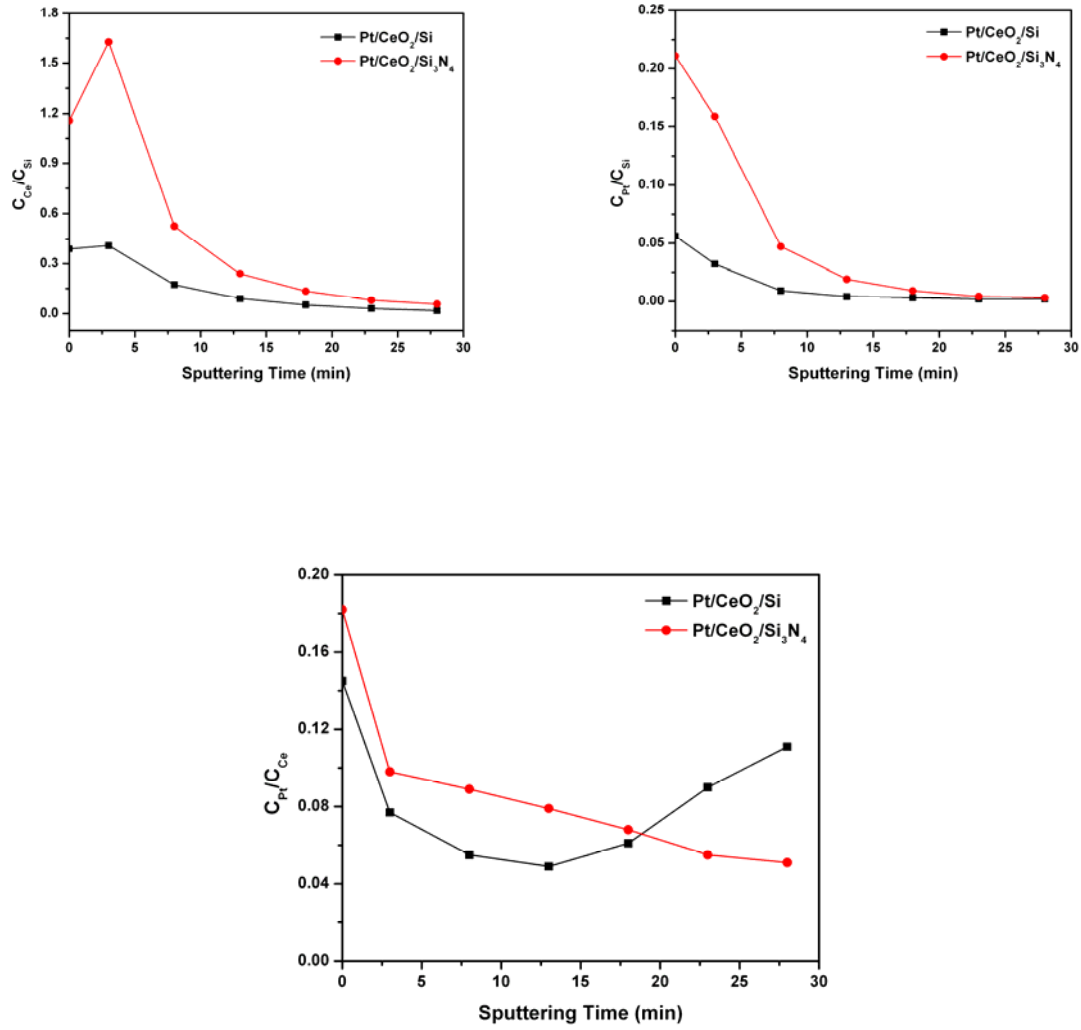 1.8
1.5
1.2
0.9
0.6
0.3
0.0
C_Ce/C_Si
Pt/CeO₂/Si
Pt/CeO₂/Si₃N₄
0 5 10 15 20 25 30
Sputtering Time (min)
0.25
0.20
0.15
0.10
0.05
0.00
C_Pt/C_Si
Pt/CeO₂/Si
Pt/CeO₂/Si₃N₄
0 5 10 15 20 25 30
Sputtering Time (min)
0.20
0.16
0.12
0.08
0.04
0.00
C_Pt/C_Ce
Pt/CeO₂/Si
Pt/CeO₂/Si₃N₄
0 5 10 15 20 25 30
Sputtering Time (min)